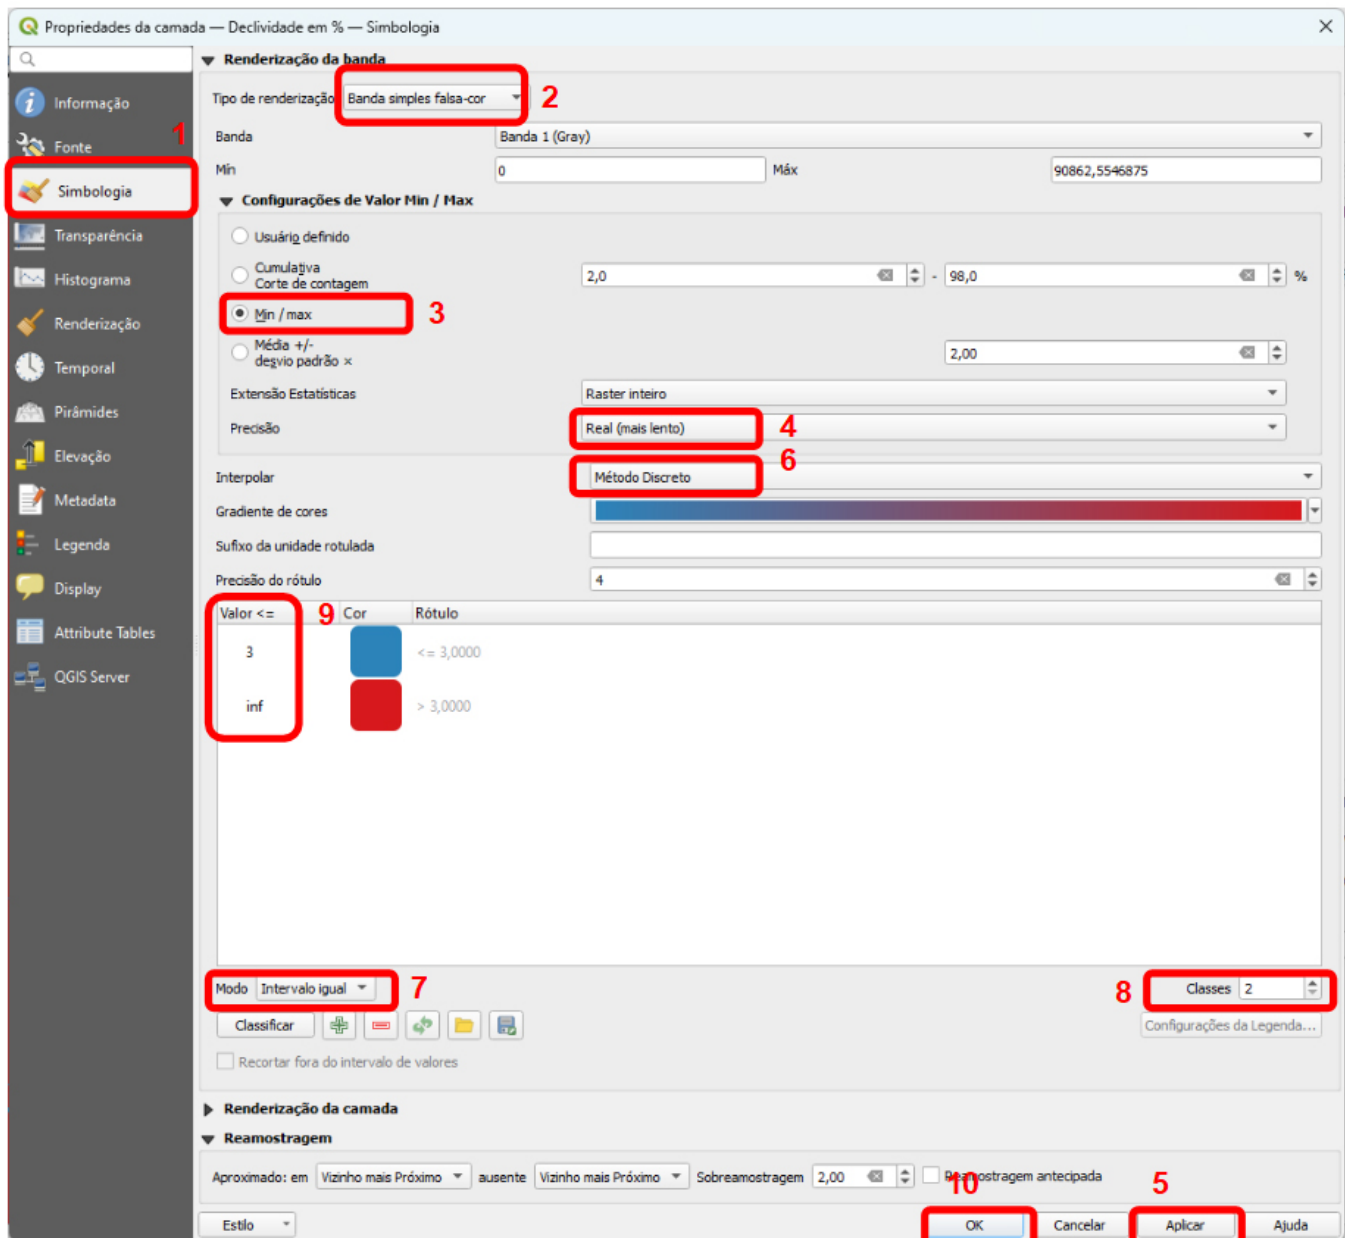 Propriedades da camada — Declividade em % — Simbologia
Informação
1
Fonte
Simbologia
Transparência
Histograma
Renderização
Temporal
Pirâmides
Elevação
Metadata
Legenda
Display
Attribute Tables
QGIS Server
Renderização da banda
Tipo de renderização Banda simples falsa-cor 2
Banda Banda 1 (Gray)
Mín 0 Máx 90862,5546875
Configurações de Valor Min / Max
Usuário definido
Cumulativa
Corte de contagem 2,0 - 98,0 %
Min / max 3
Média +/-
desvio padrão × 2,00
Extensão Estatísticas Raster inteiro
Precisão Real (mais lento) 4
6
Interpolar Método Discreto
Gradiente de cores
Sufixo da unidade rotulada
Precisão do rótulo 4
Valor <= 9 Cor Rótulo
3 <= 3,0000
inf > 3,0000
Modo Intervalo igual 7 8 Classes 2
Classificar Configurações da Legenda...
Recortar fora do intervalo de valores
Renderização da camada
Reamostragem
Aproximado: em Vizinho mais Próximo ausente Vizinho mais Próximo Sobreamostragem 2,00 Reamostragem antecipada
10 5
Estilo OK Cancelar Aplicar Ajuda